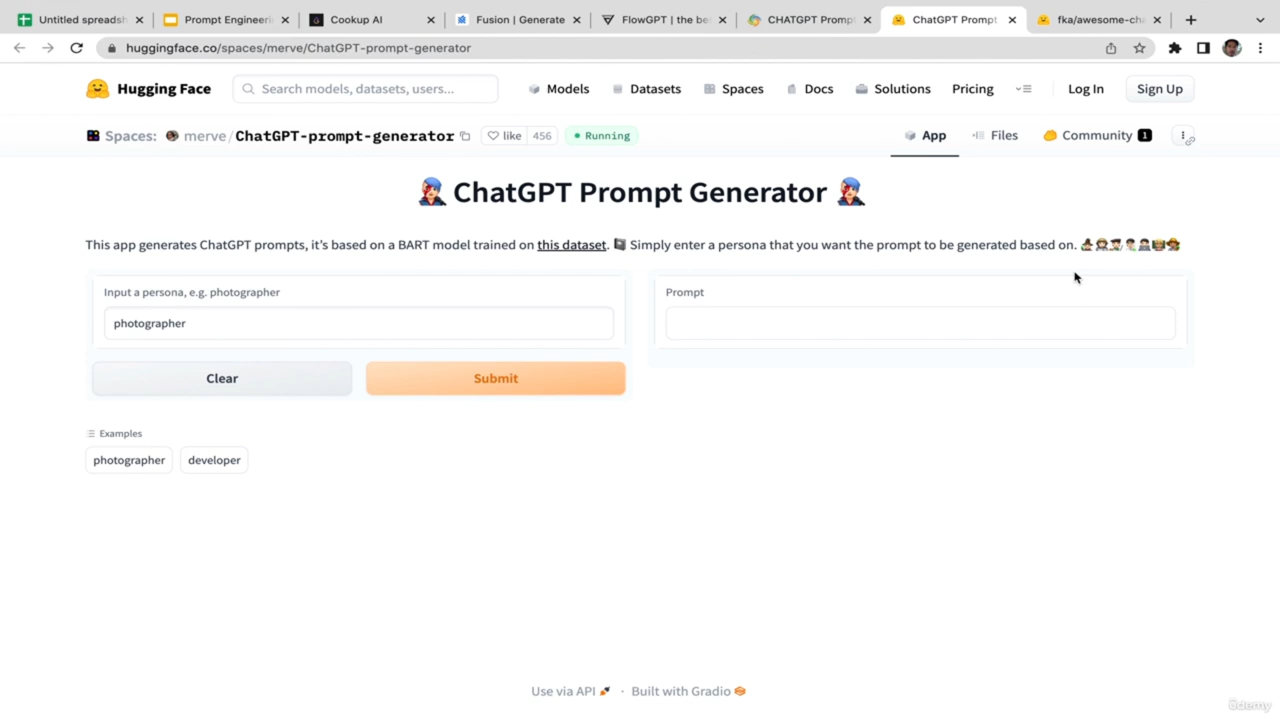 Untitled spreadsh
Prompt Engineeri
Cookup AI
Fusion | Generate
FlowGPT | the bes
CHATGPT Promp
ChatGPT Prompt
fka/awesome-cha
huggingface.co/spaces/merve/ChatGPT-prompt-generator
Hugging Face
Search models, datasets, users...
Models
Datasets
Spaces
Docs
Solutions
Pricing
Log In
Sign Up
Spaces:
merve/ChatGPT-prompt-generator
like 456
Running
App
Files
Community 1
ChatGPT Prompt Generator
This app generates ChatGPT prompts, it's based on a BART model trained on this dataset. Simply enter a persona that you want the prompt to be generated based on.
Input a persona, e.g. photographer
photographer
Prompt
Clear
Submit
Examples
photographer
developer
Use via API · Built with Gradio
ûdemy